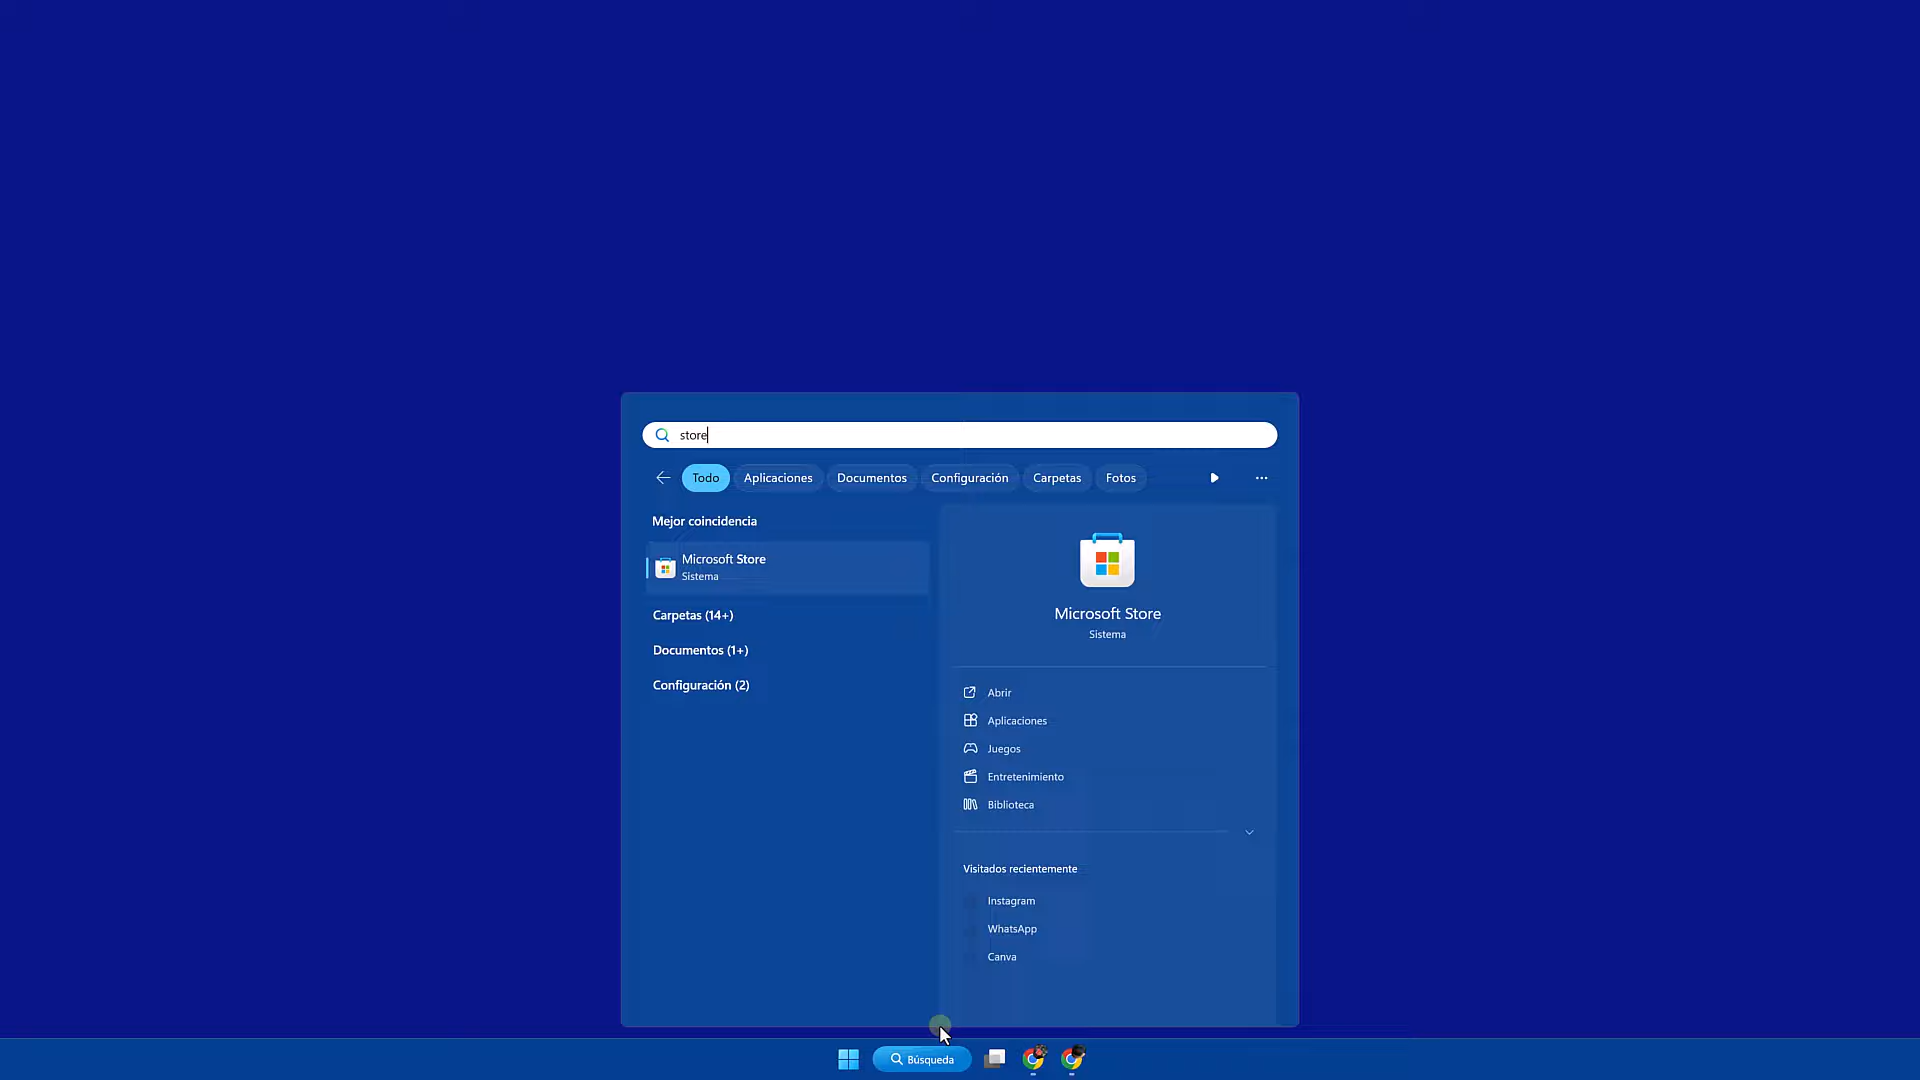 store
Todo Aplicaciones Documentos Configuración Carpetas Fotos
Mejor coincidencia
Microsoft Store
Sistema
Carpetas (14+)
Documentos (1+)
Configuración (2)
Microsoft Store
Sistema
Abrir
Aplicaciones
Juegos
Entretenimiento
Biblioteca
Visitados recientemente
Instagram
WhatsApp
Canva
Búsqueda